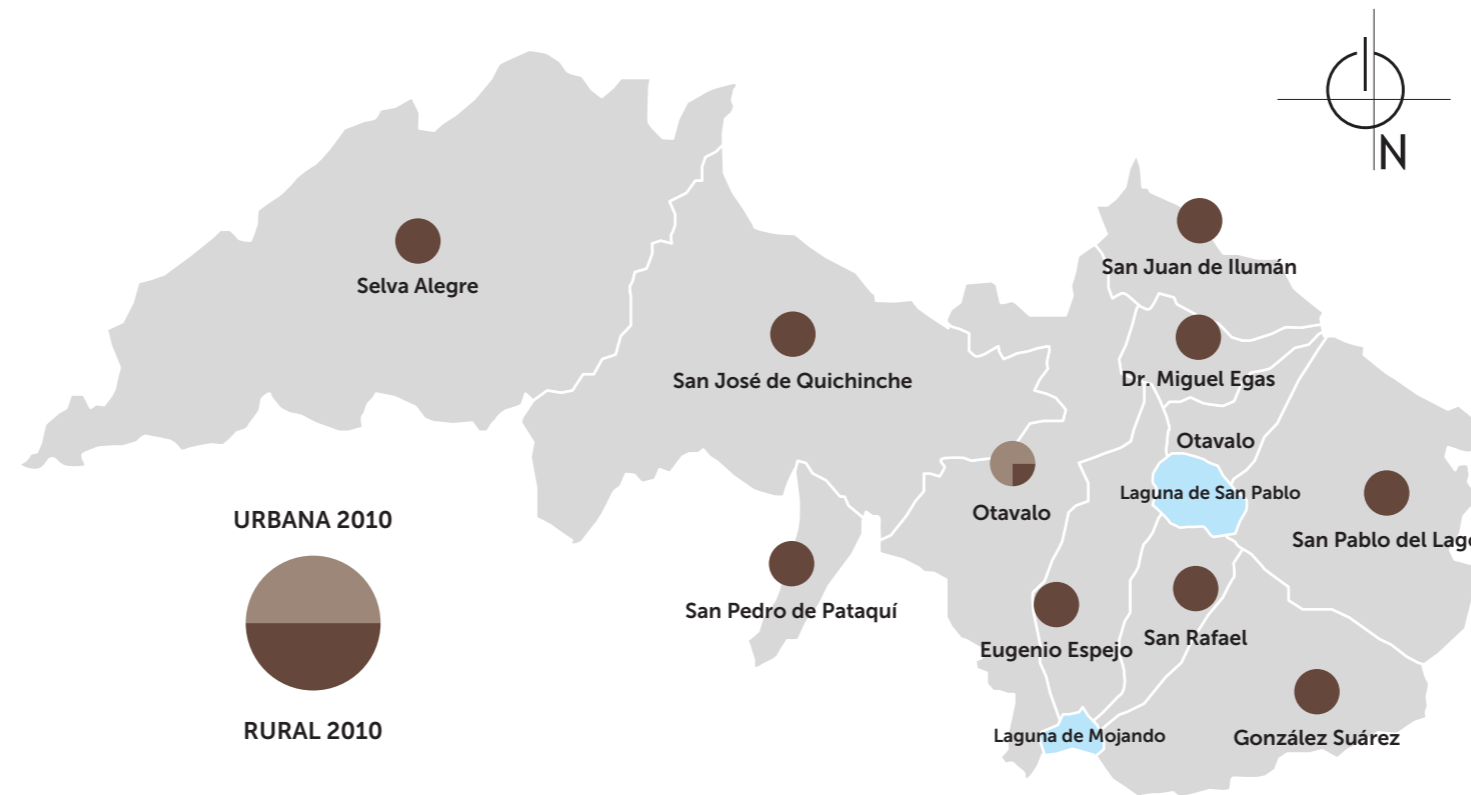 N
San Juan de Ilumán
Selva Alegre
San José de Quichinche
Dr. Miguel Egas
Otavalo
Laguna de San Pablo
Otavalo
URBANA 2010
San Pablo del Lago
San Pedro de Pataquí
Eugenio Espejo
San Rafael
RURAL 2010
Laguna de Mojando
González Suárez